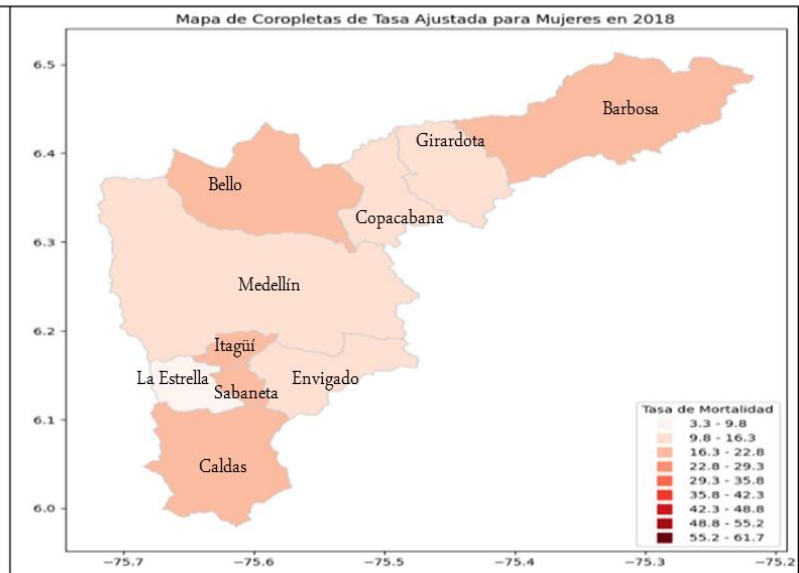 Mapa de Coropletas de Tasa Ajustada para Mujeres en 2018
6.5
Barbosa
6.4
Girardota
Bello
Copacabana
6.3
Medellín
6.2
Itagüí
La Estrella
Sabaneta
Envigado
6.1
Caldas
6.0
Tasa de Mortalidad
3.3 - 9.8
9.8 - 16.3
16.3 - 22.8
22.8 - 29.3
29.3 - 35.8
35.8 - 42.3
42.3 - 48.8
48.8 - 55.2
55.2 - 61.7
−75.7 −75.6 −75.5 −75.4 −75.3 −75.2